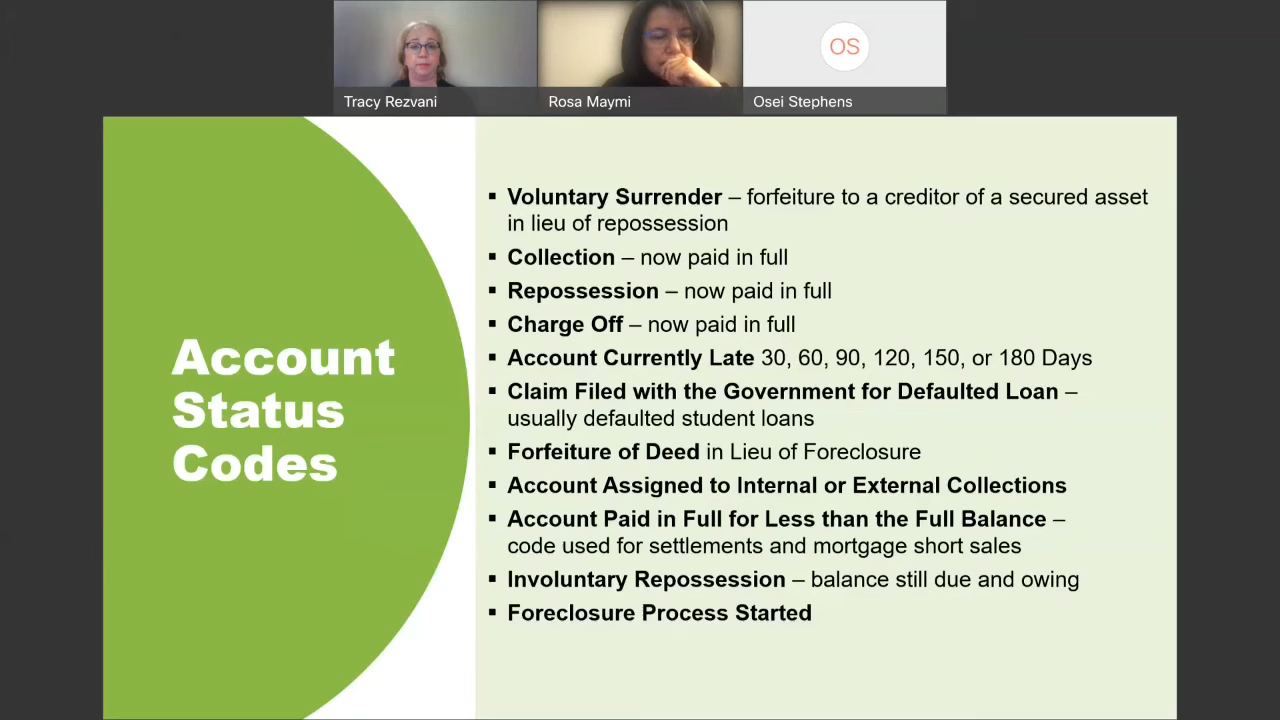 Tracy Rezvani
Rosa Maymi
OS
Osei Stephens
Account
Status
Codes
▪ Voluntary Surrender – forfeiture to a creditor of a secured asset
in lieu of repossession
▪ Collection – now paid in full
▪ Repossession – now paid in full
▪ Charge Off – now paid in full
▪ Account Currently Late 30, 60, 90, 120, 150, or 180 Days
▪ Claim Filed with the Government for Defaulted Loan –
usually defaulted student loans
▪ Forfeiture of Deed in Lieu of Foreclosure
▪ Account Assigned to Internal or External Collections
▪ Account Paid in Full for Less than the Full Balance –
code used for settlements and mortgage short sales
▪ Involuntary Repossession – balance still due and owing
▪ Foreclosure Process Started